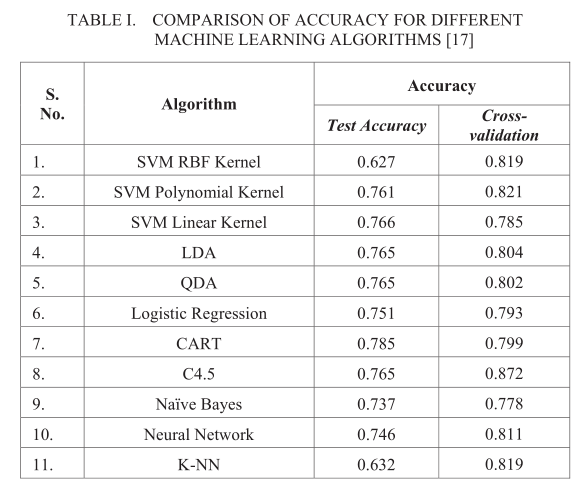 TABLE I. COMPARISON OF ACCURACY FOR DIFFERENT
MACHINE LEARNING ALGORITHMS [17]
S. No. Algorithm Accuracy
Test Accuracy Cross-validation
1. SVM RBF Kernel 0.627 0.819
2. SVM Polynomial Kernel 0.761 0.821
3. SVM Linear Kernel 0.766 0.785
4. LDA 0.765 0.804
5. QDA 0.765 0.802
6. Logistic Regression 0.751 0.793
7. CART 0.785 0.799
8. C4.5 0.765 0.872
9. Naïve Bayes 0.737 0.778
10. Neural Network 0.746 0.811
11. K-NN 0.632 0.819